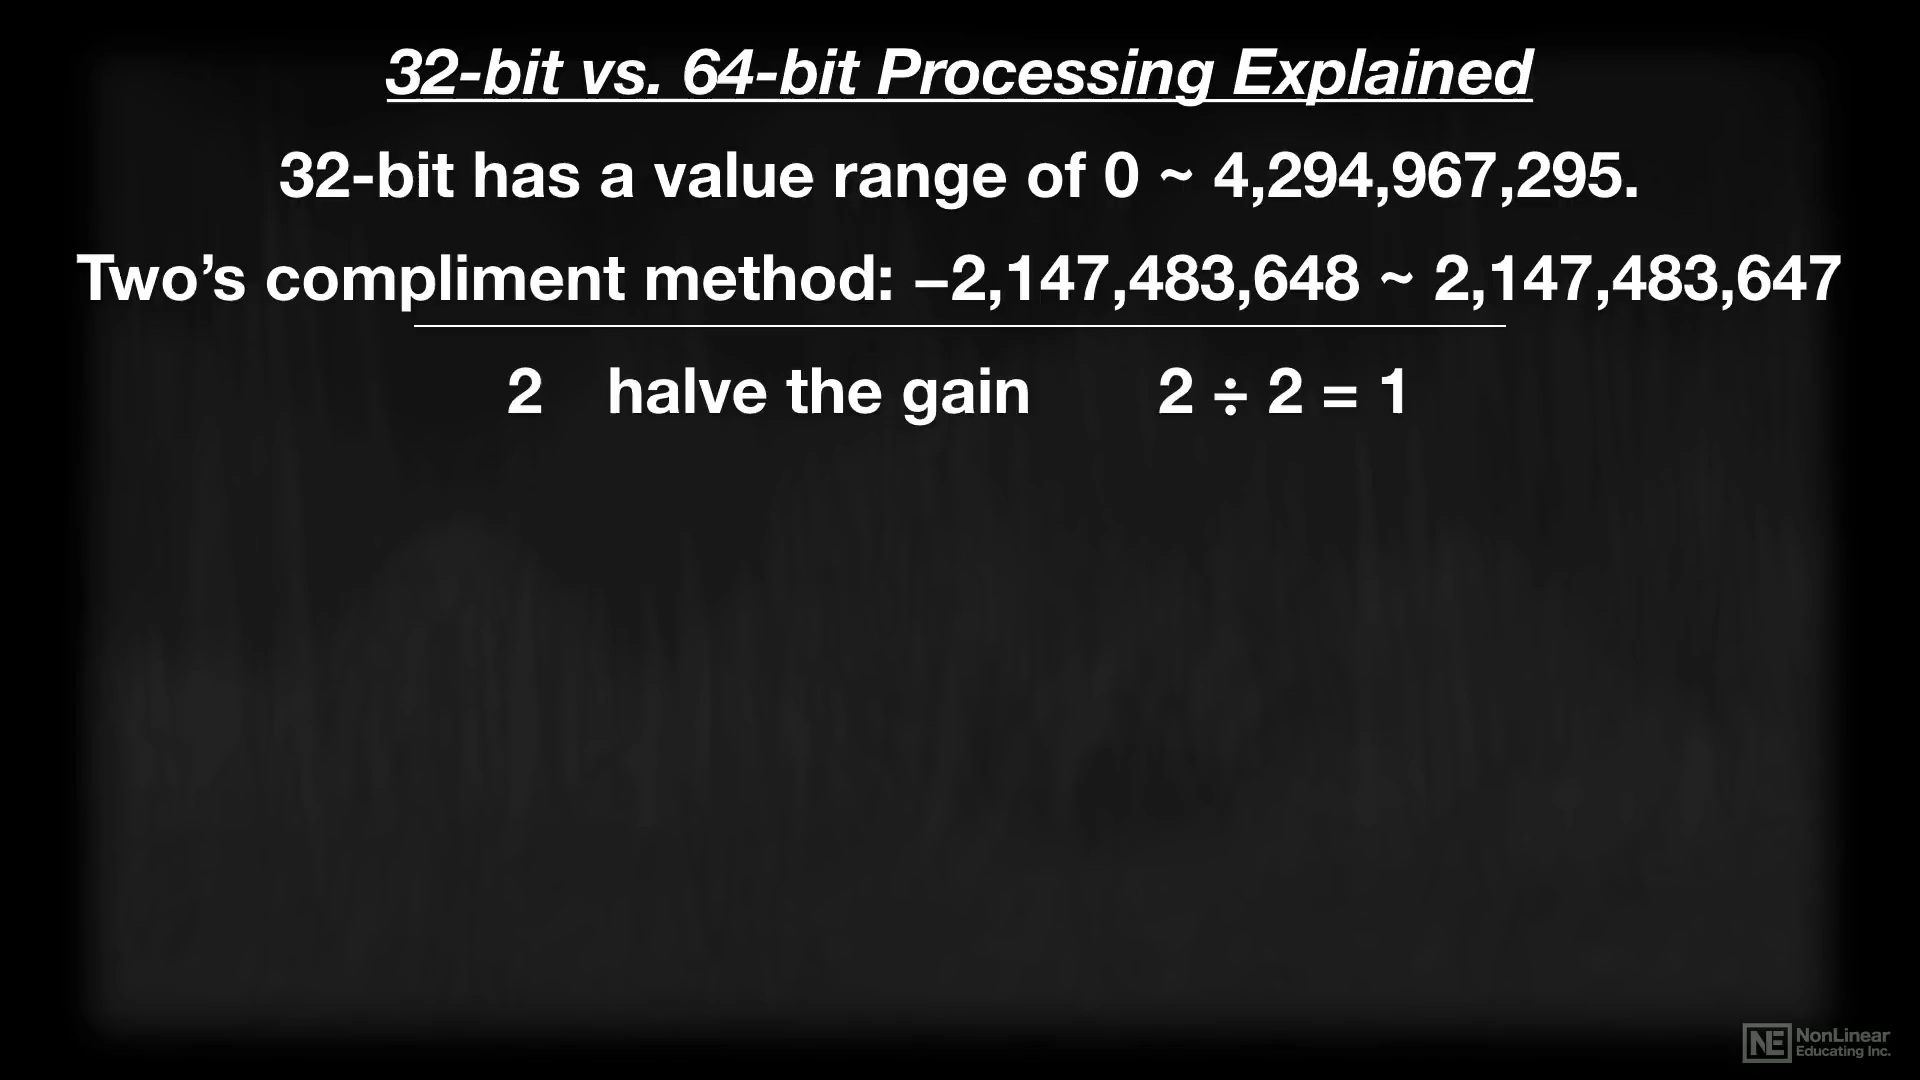 32-bit vs. 64-bit Processing Explained
32-bit has a value range of 0 ~ 4,294,967,295.
Two’s compliment method: –2,147,483,648 ~ 2,147,483,647
2 halve the gain 2 ÷ 2 = 1
NE NonLinear
Educating Inc.